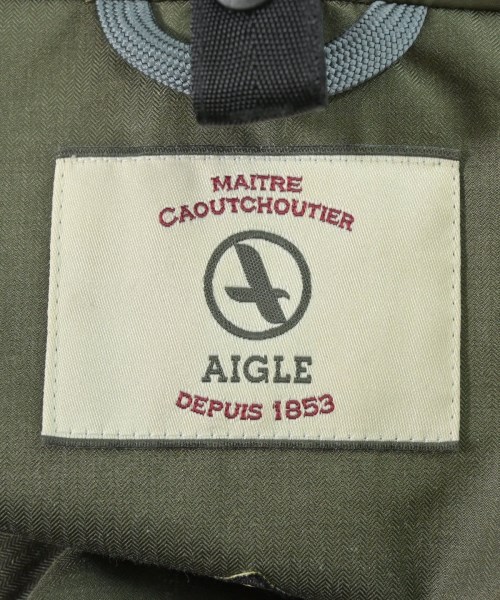 MAITRE
CAOUTCHOUTIER
AIGLE
DEPUIS 1853